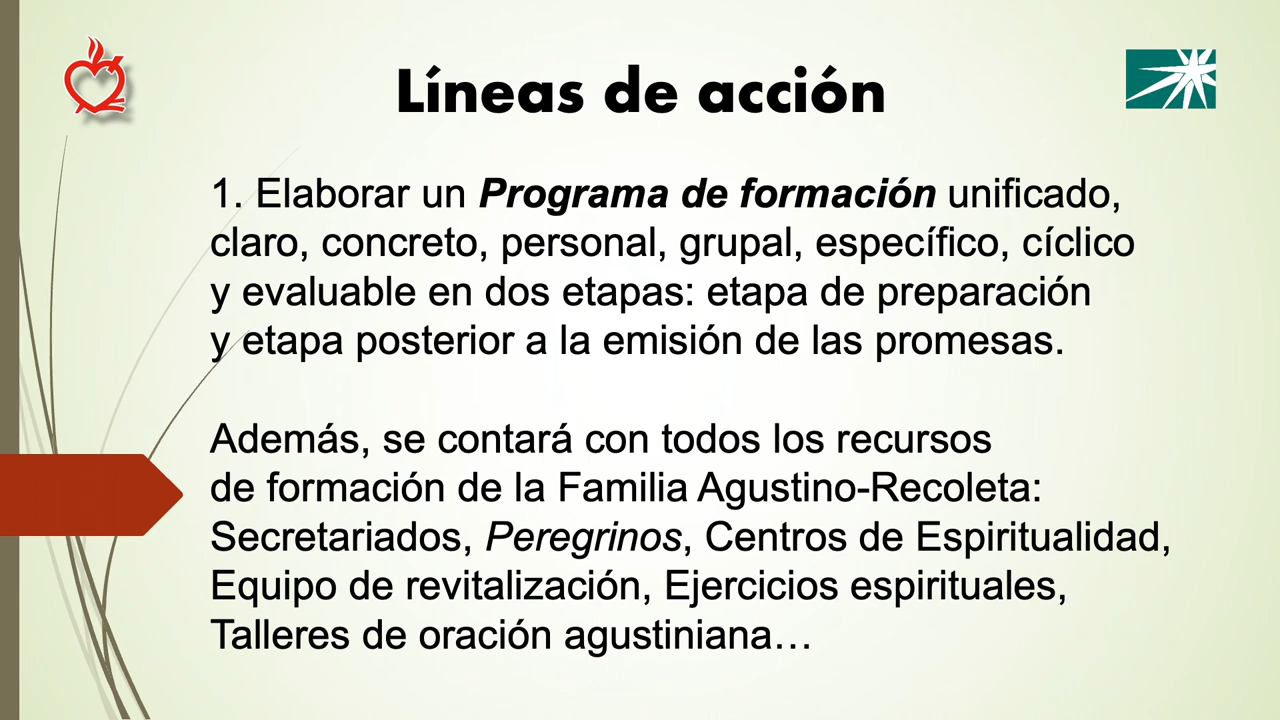 Líneas de acción
1. Elaborar un Programa de formación unificado,
claro, concreto, personal, grupal, específico, cíclico
y evaluable en dos etapas: etapa de preparación
y etapa posterior a la emisión de las promesas.
Además, se contará con todos los recursos
de formación de la Familia Agustino-Recoleta:
Secretariados, Peregrinos, Centros de Espiritualidad,
Equipo de revitalización, Ejercicios espirituales,
Talleres de oración agustiniana…